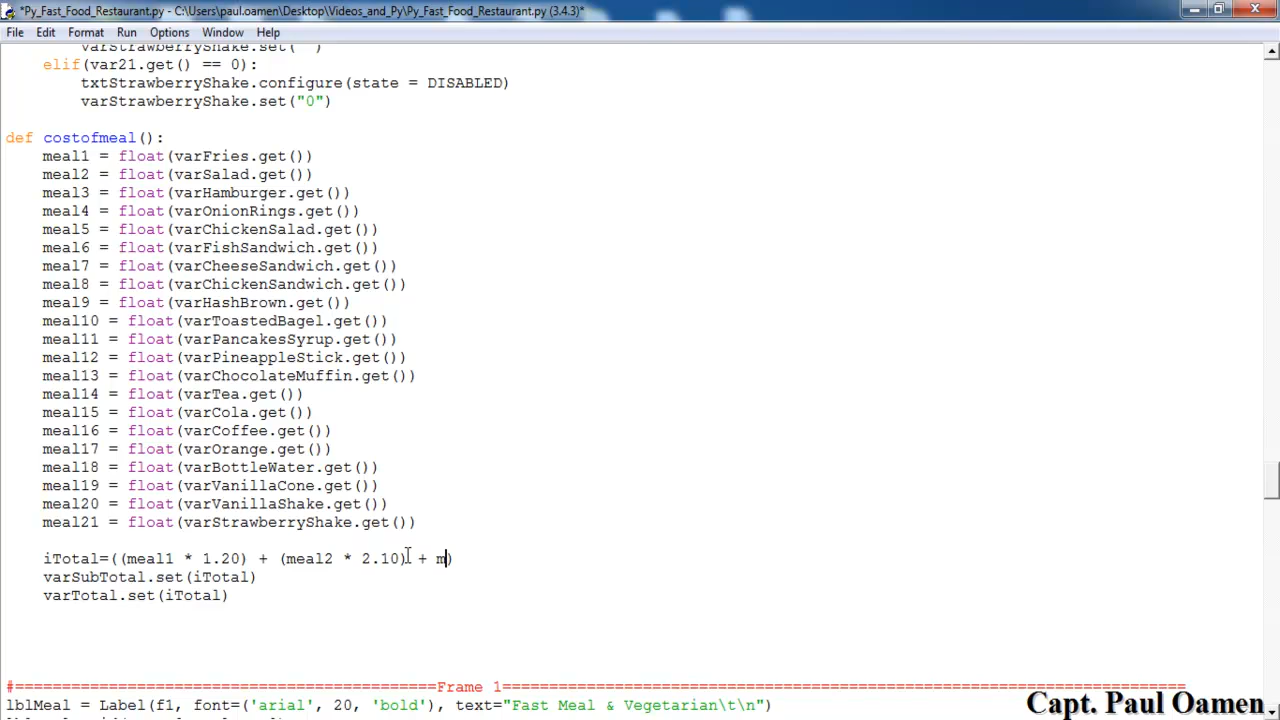 *Py_Fast_Food_Restaurant.py - C:\Users\paul.oamen\Desktop\Videos_and_Py\Py_Fast_Food_Restaurant.py (3.4.3)*
File Edit Format Run Options Window Help
varStrawberryShake.set(" ")
elif(var21.get() == 0):
txtStrawberryShake.configure(state = DISABLED)
varStrawberryShake.set("0")
def costofmeal():
meal1 = float(varFries.get())
meal2 = float(varSalad.get())
meal3 = float(varHamburger.get())
meal4 = float(varOnionRings.get())
meal5 = float(varChickenSalad.get())
meal6 = float(varFishSandwich.get())
meal7 = float(varCheeseSandwich.get())
meal8 = float(varChickenSandwich.get())
meal9 = float(varHashBrown.get())
meal10 = float(varToastedBagel.get())
meal11 = float(varPancakesSyrup.get())
meal12 = float(varPineappleStick.get())
meal13 = float(varChocolateMuffin.get())
meal14 = float(varTea.get())
meal15 = float(varCola.get())
meal16 = float(varCoffee.get())
meal17 = float(varOrange.get())
meal18 = float(varBottleWater.get())
meal19 = float(varVanillaCone.get())
meal20 = float(varVanillaShake.get())
meal21 = float(varStrawberryShake.get())
iTotal=((meal1 * 1.20) + (meal2 * 2.10) + m)
varSubTotal.set(iTotal)
varTotal.set(iTotal)
#=============================================Frame 1=========================================================================
lblMeal = Label(f1, font=('arial', 20, 'bold'), text="Fast Meal & Vegetarian\t\n")
Capt. Paul Oamen